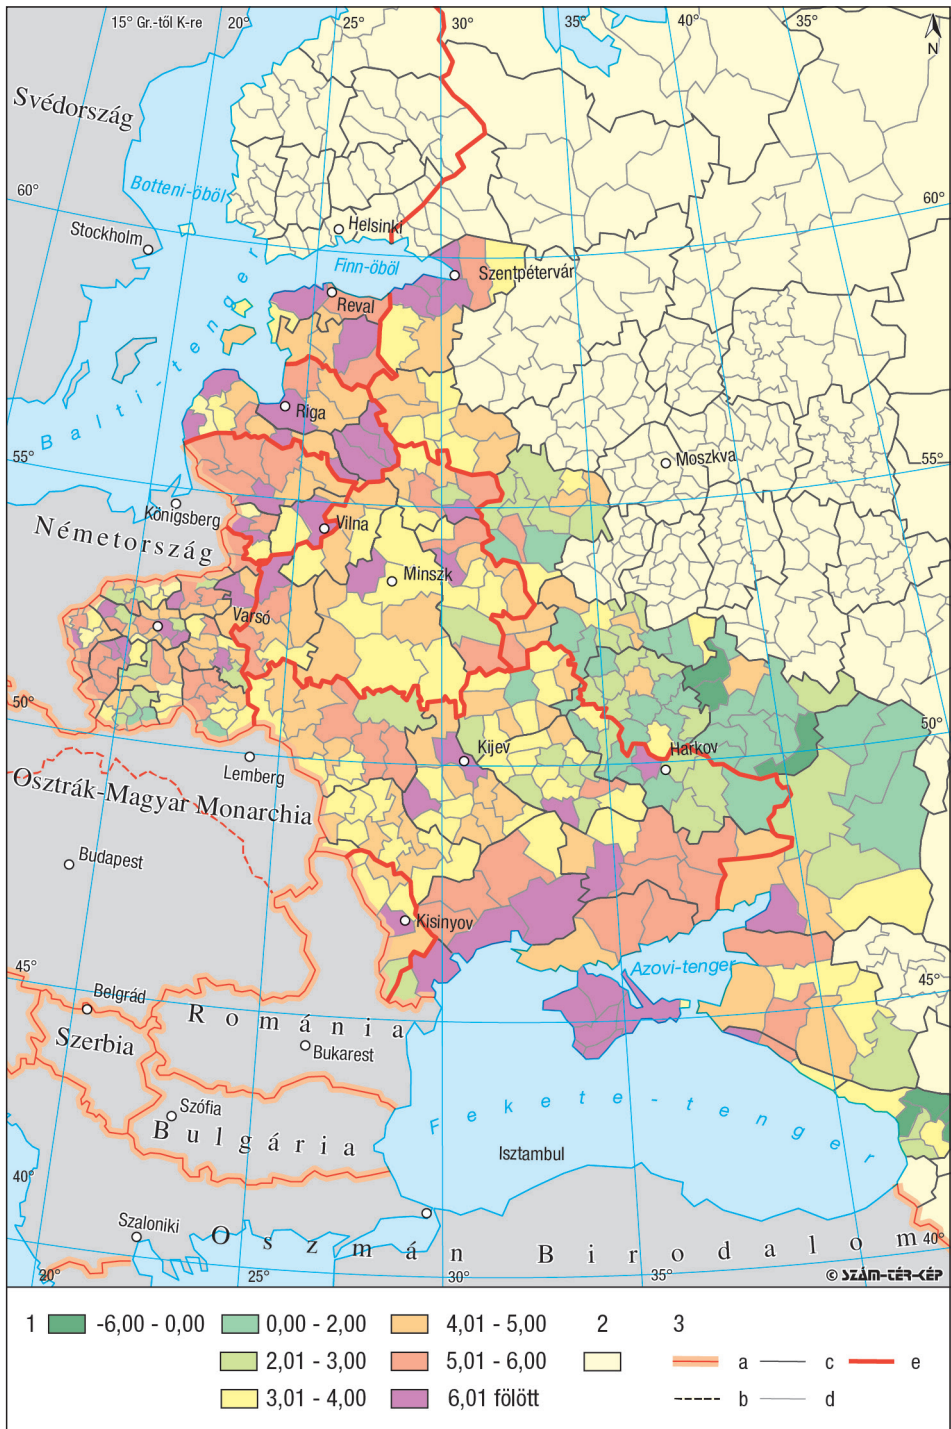 15° Gr.-től K-re
20°
25°
30°
35°
40°
35°
N
Svédország
60°
Botteni-öböl
60°
Stockholm
Helsinki
Finn-öböl
Szentpétervár
Reval
Balti-tenger
Riga
Moszkva
55°
55°
Königsberg
Vilna
Németország
Minszk
Varsó
50°
50°
Kijev
Harkov
Lemberg
Osztrák-Magyar Monarchia
Budapest
Kisinyov
45°
Azovi-tenger
45°
Belgrád
Románia
Szerbia
Bukarest
Szófia
Fekete-tenger
Bulgária
Isztambul
40°
Szaloniki
Oszmán Birodalom
40°
20°
25°
30°
35°
© SZÁM-TÉR-KÉP
1 -6,00 - 0,00 0,00 - 2,00 4,01 - 5,00 2 3
2,01 - 3,00 5,01 - 6,00 a c e
3,01 - 4,00 6,01 fölött b d